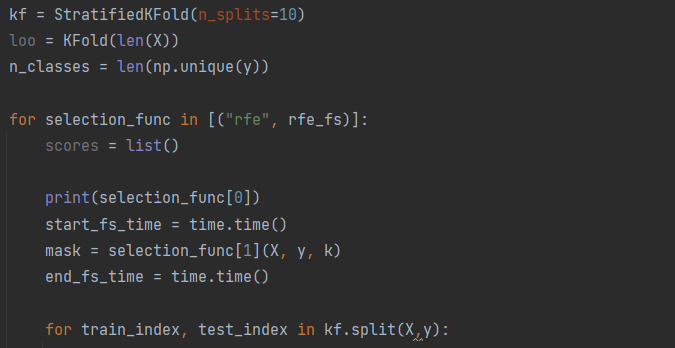 kf = StratifiedKFold(n_splits=10)
loo = KFold(len(X))
n_classes = len(np.unique(y))
for selection_func in [("rfe", rfe_fs)]:
scores = list()
print(selection_func[0])
start_fs_time = time.time()
mask = selection_func[1](X, y, k)
end_fs_time = time.time()
for train_index, test_index in kf.split(X,y):